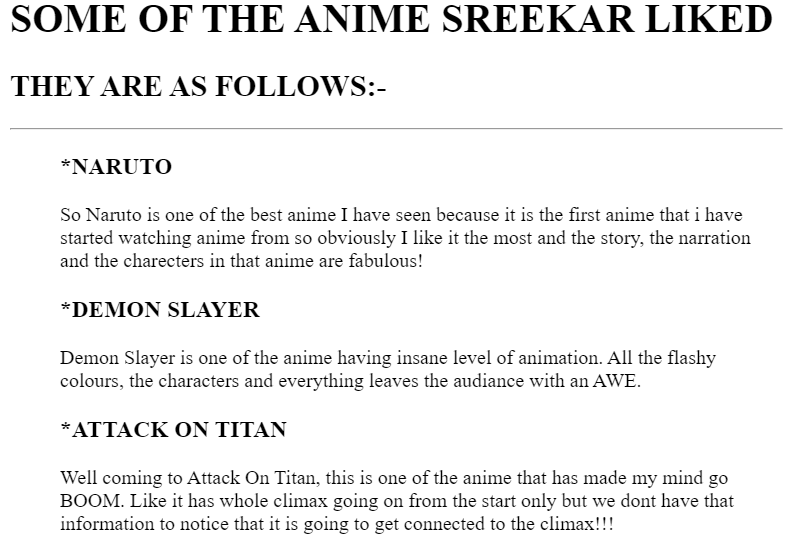 SOME OF THE ANIME SREEKAR LIKED
THEY ARE AS FOLLOWS:-
*NARUTO
So Naruto is one of the best anime I have seen because it is the first anime that i have
started watching anime from so obviously I like it the most and the story, the narration
and the charecters in that anime are fabulous!
*DEMON SLAYER
Demon Slayer is one of the anime having insane level of animation. All the flashy
colours, the characters and everything leaves the audiance with an AWE.
*ATTACK ON TITAN
Well coming to Attack On Titan, this is one of the anime that has made my mind go
BOOM. Like it has whole climax going on from the start only but we dont have that
information to notice that it is going to get connected to the climax!!!